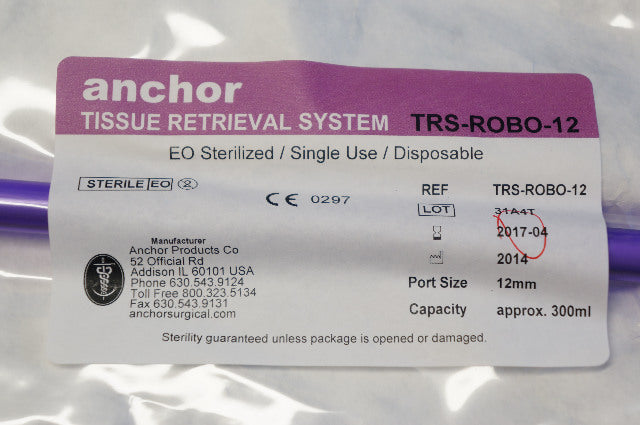 anchor
TISSUE RETRIEVAL SYSTEM TRS-ROBO-12
EO Sterilized / Single Use / Disposable
STERILE EO 2
CE 0297
REF TRS-ROBO-12
LOT 31A4T
2017-04
2014
Port Size 12mm
Capacity approx. 300ml
Manufacturer
Anchor Products Co
52 Official Rd
Addison IL 60101 USA
Phone 630.543.9124
Toll Free 800.323.5134
Fax 630.543.9131
anchorsurgical.com
Sterility guaranteed unless package is opened or damaged.